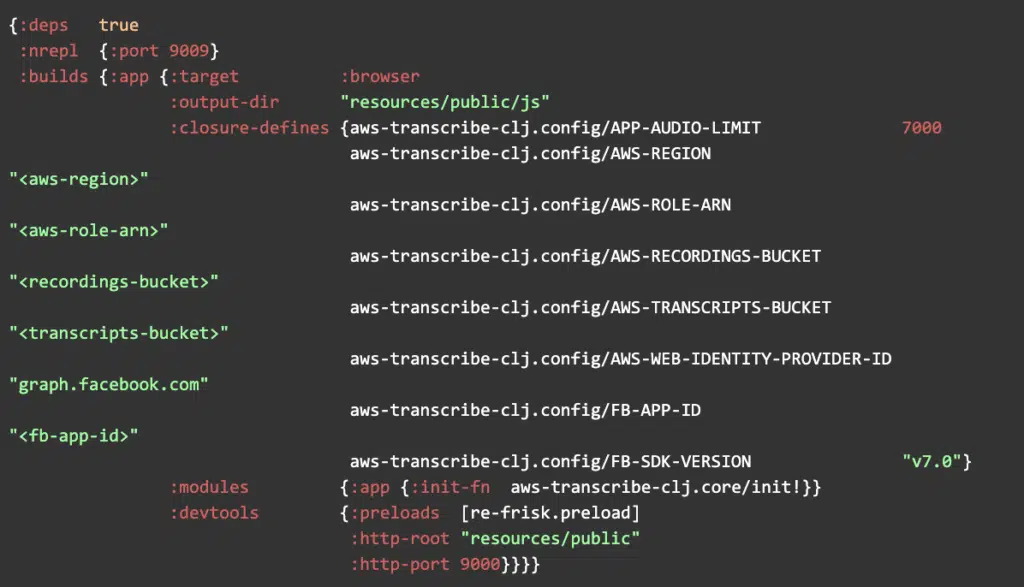 {:deps   true
 :nrepl  {:port 9009}
 :builds {:app {:target          :browser
                :output-dir      "resources/public/js"
                :closure-defines {aws-transcribe-clj.config/APP-AUDIO-LIMIT              7000
                                  aws-transcribe-clj.config/AWS-REGION
"<aws-region>"
                                  aws-transcribe-clj.config/AWS-ROLE-ARN
"<aws-role-arn>"
                                  aws-transcribe-clj.config/AWS-RECORDINGS-BUCKET
"<recordings-bucket>"
                                  aws-transcribe-clj.config/AWS-TRANSCRIPTS-BUCKET
"<transcripts-bucket>"
                                  aws-transcribe-clj.config/AWS-WEB-IDENTITY-PROVIDER-ID
"graph.facebook.com"
                                  aws-transcribe-clj.config/FB-APP-ID
"<fb-app-id>"
                                  aws-transcribe-clj.config/FB-SDK-VERSION               "v7.0"}
                :modules         {:app {:init-fn  aws-transcribe-clj.core/init!}}
                :devtools        {:preloads  [re-frisk.preload]
                                  :http-root "resources/public"
                                  :http-port 9000}}}}